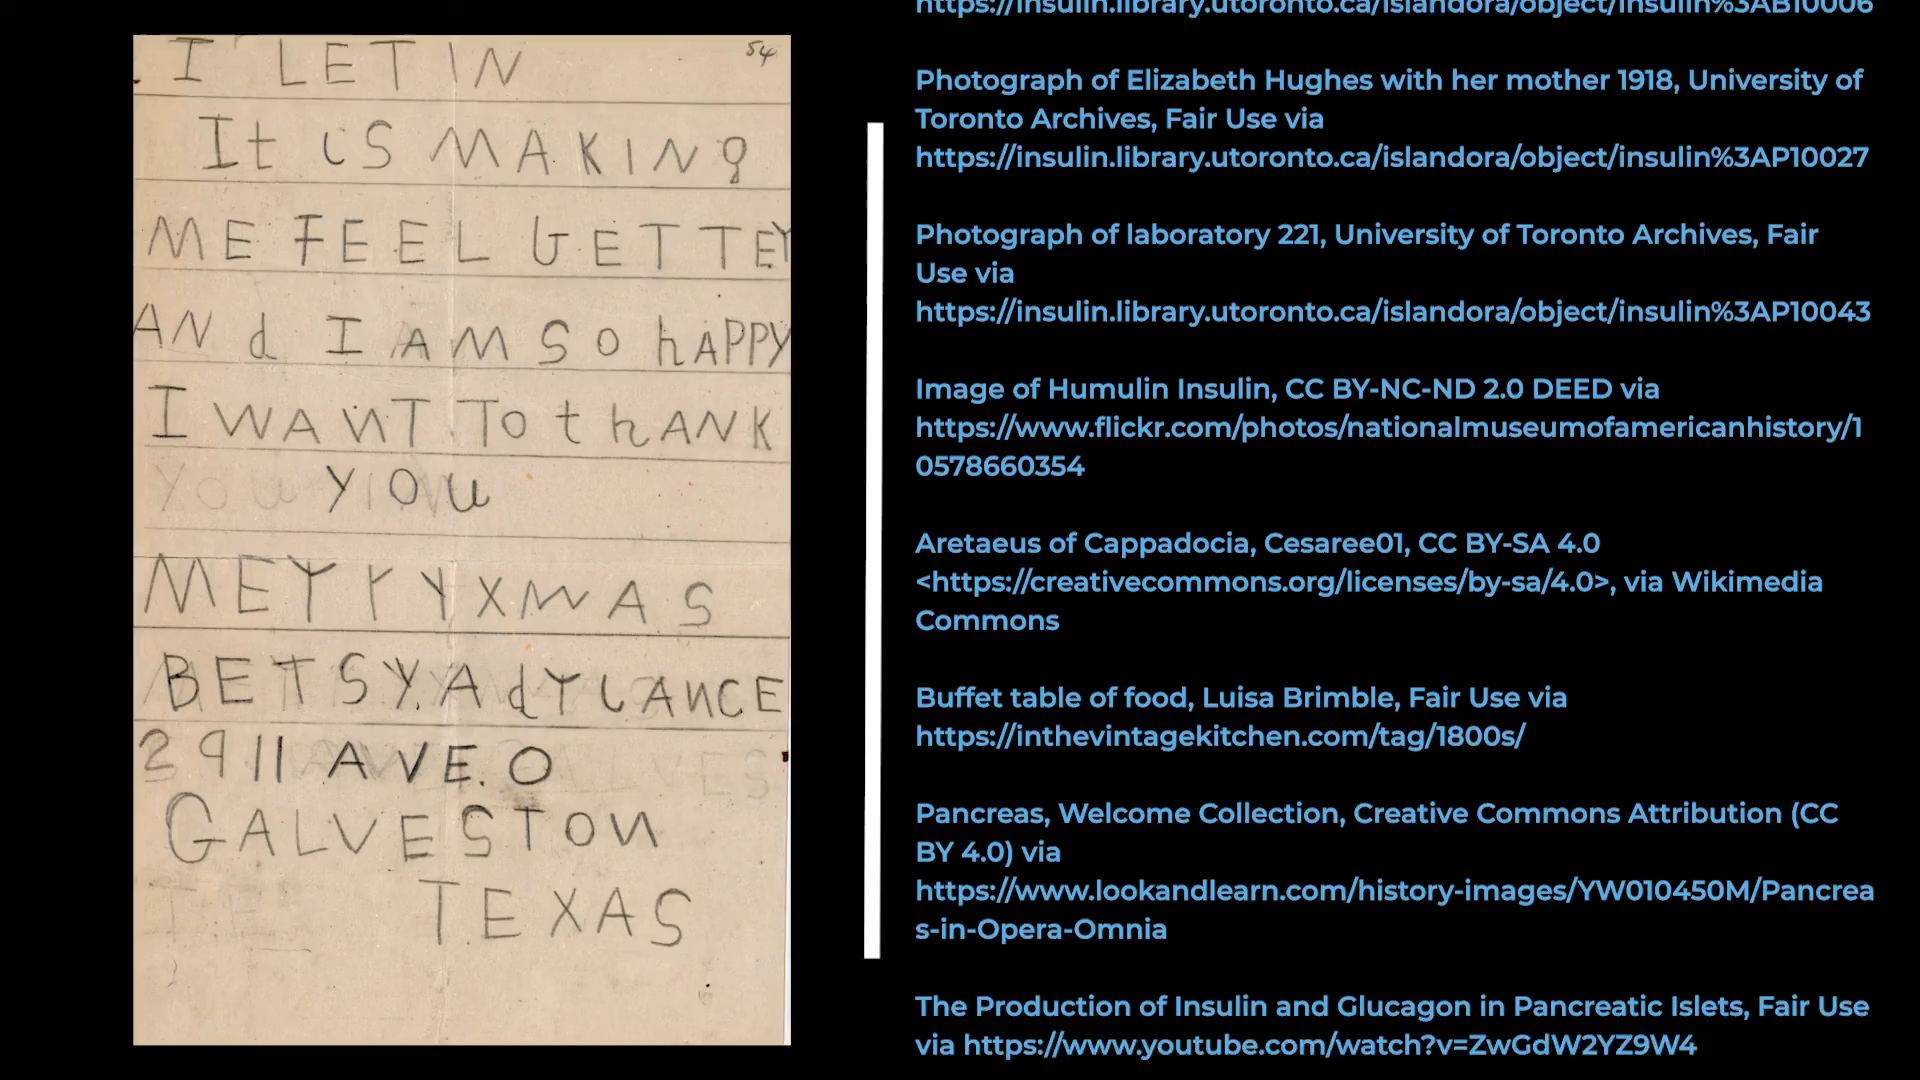 54
I LET IN
It iS MAKINg
ME FEEL GETTEY
ANd I AM SO hAPPY
I WANT TO thANK
YOU YOU
MEYYYXMAS
BETSY.AdYLANCE
2911 AVE. O
GALVESTON
TEXAS
https://insulin.library.utoronto.ca/islandora/object/insulin%3AB10006
Photograph of Elizabeth Hughes with her mother 1918, University of
Toronto Archives, Fair Use via
https://insulin.library.utoronto.ca/islandora/object/insulin%3AP10027
Photograph of laboratory 221, University of Toronto Archives, Fair
Use via
https://insulin.library.utoronto.ca/islandora/object/insulin%3AP10043
Image of Humulin Insulin, CC BY-NC-ND 2.0 DEED via
https://www.flickr.com/photos/nationalmuseumofamericanhistory/1
0578660354
Aretaeus of Cappadocia, Cesaree01, CC BY-SA 4.0
<https://creativecommons.org/licenses/by-sa/4.0>, via Wikimedia
Commons
Buffet table of food, Luisa Brimble, Fair Use via
https://inthevintagekitchen.com/tag/1800s/
Pancreas, Welcome Collection, Creative Commons Attribution (CC
BY 4.0) via
https://www.lookandlearn.com/history-images/YW010450M/Pancrea
s-in-Opera-Omnia
The Production of Insulin and Glucagon in Pancreatic Islets, Fair Use
via https://www.youtube.com/watch?v=ZwGdW2YZ9W4